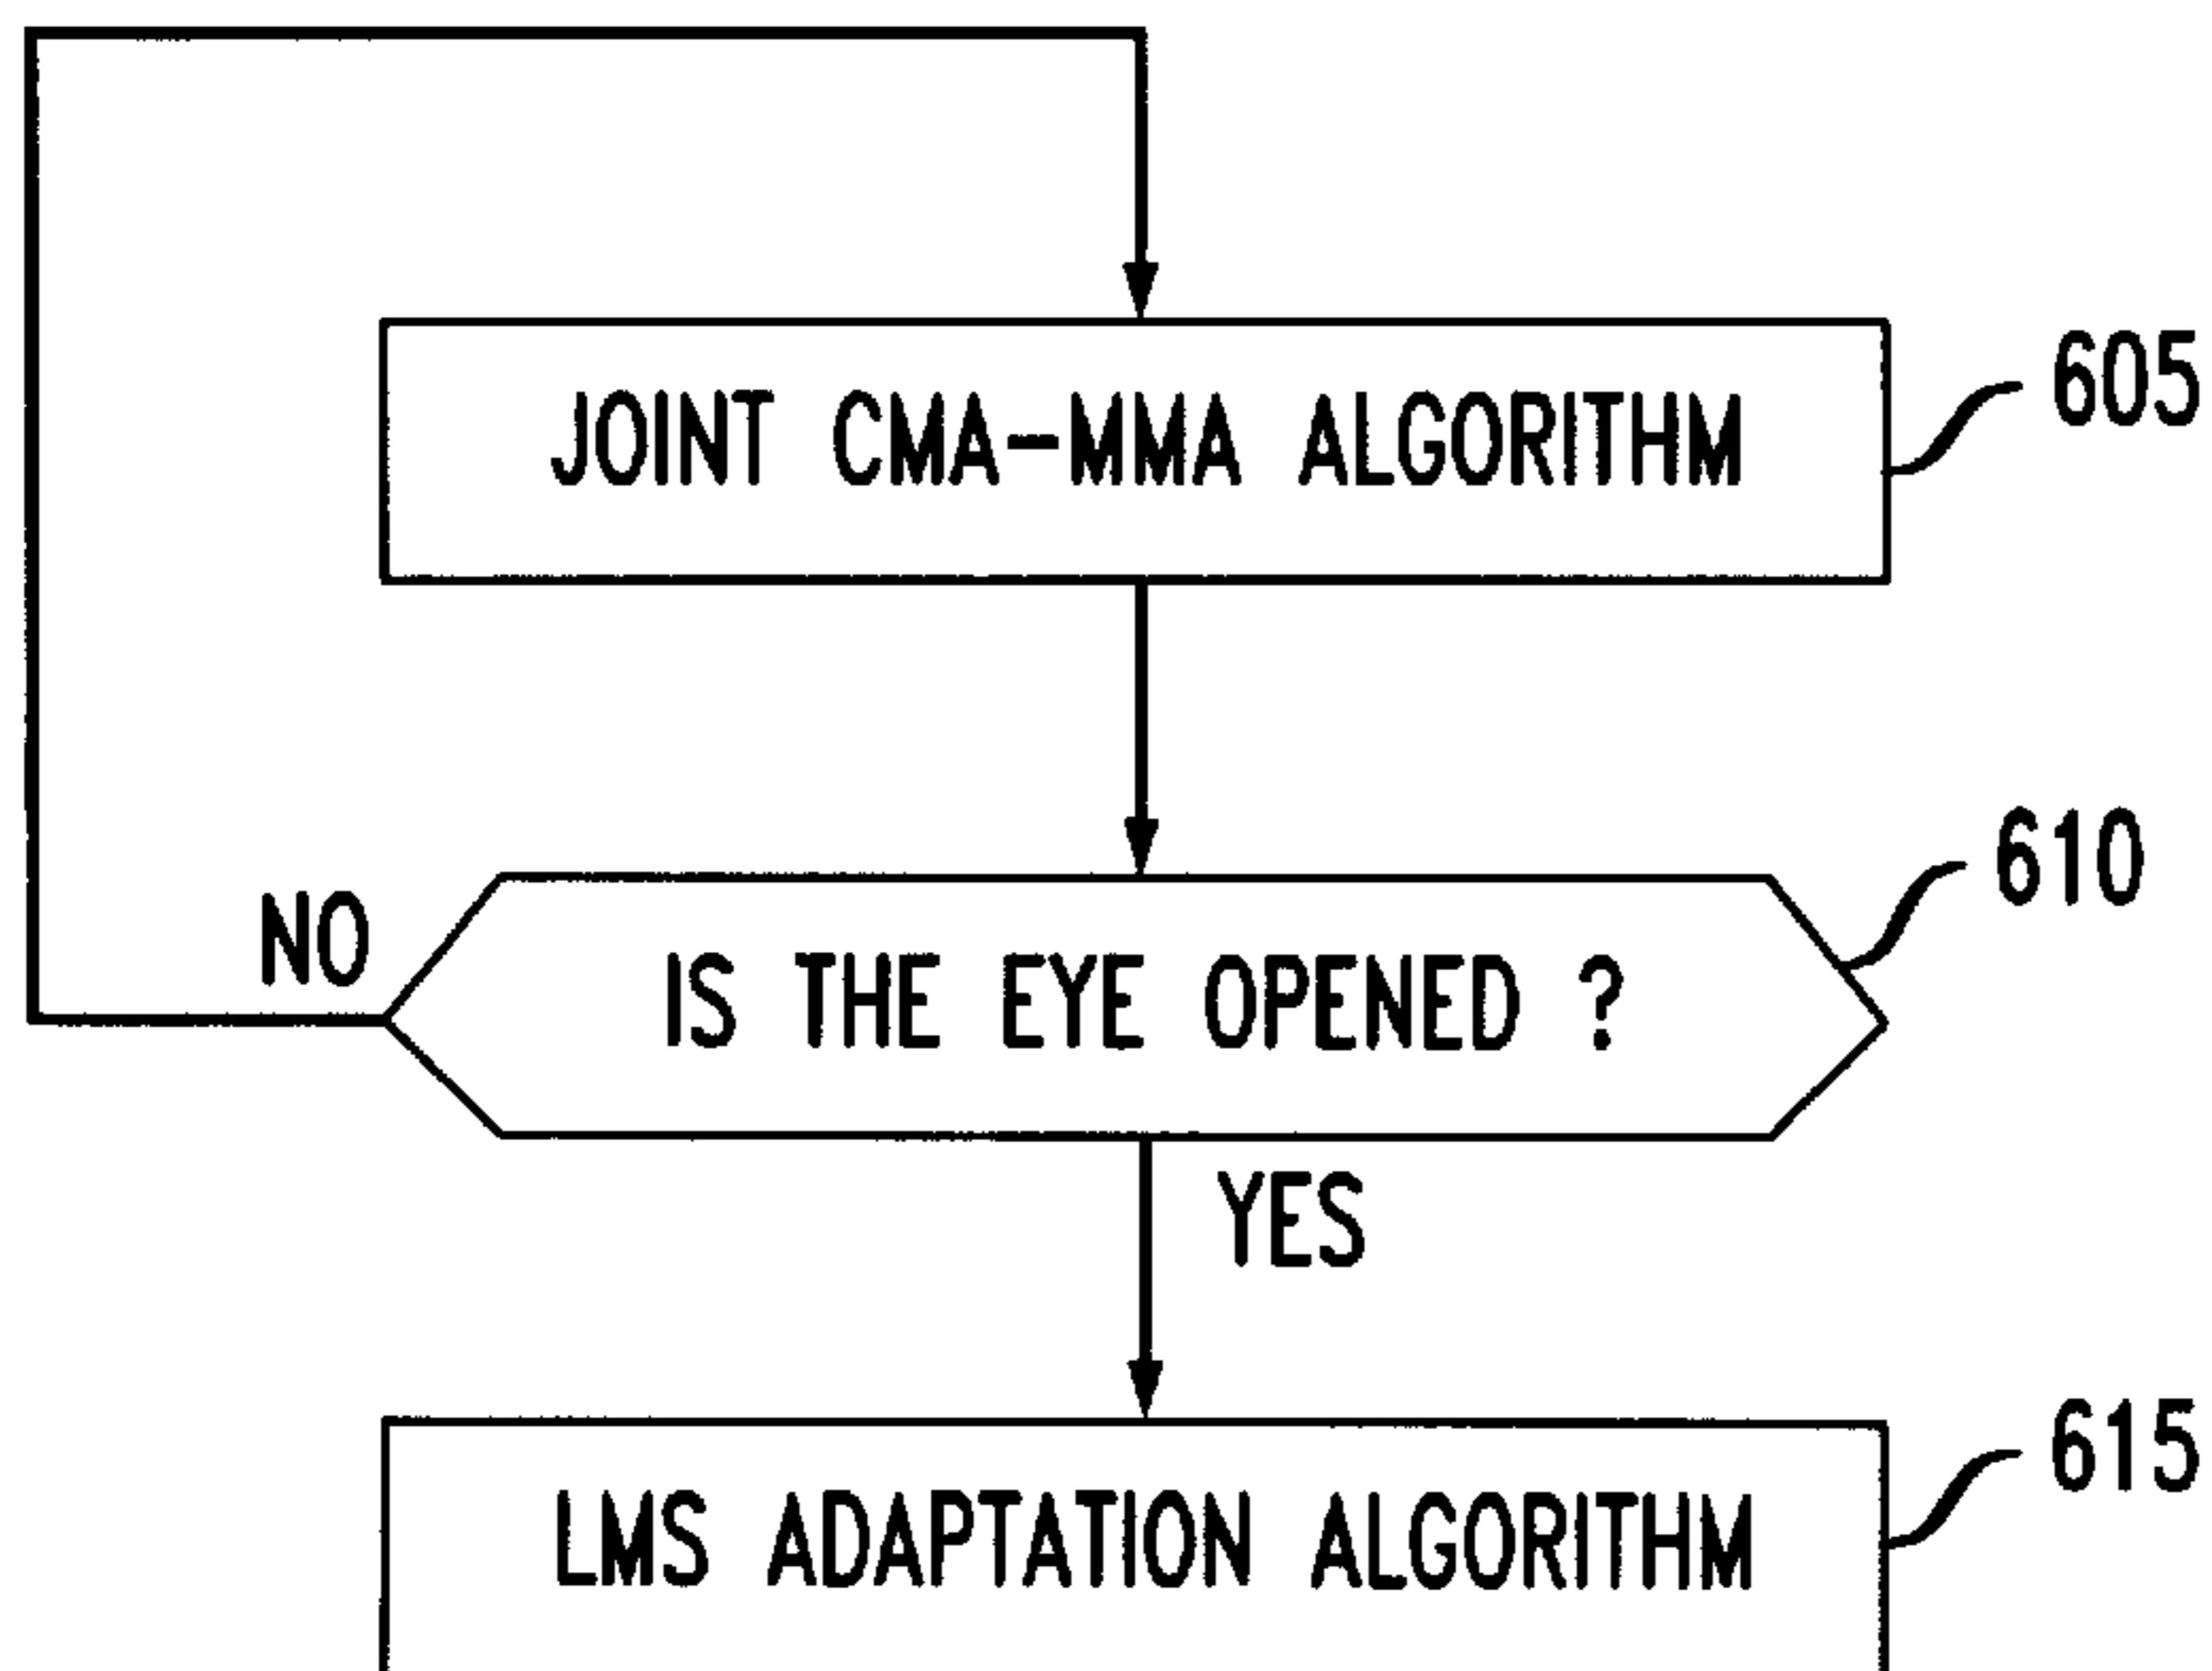 605
JOINT CMA-MMA ALGORITHM
610
NO
IS THE EYE OPENED ?
YES
615
LMS ADAPTATION ALGORITHM